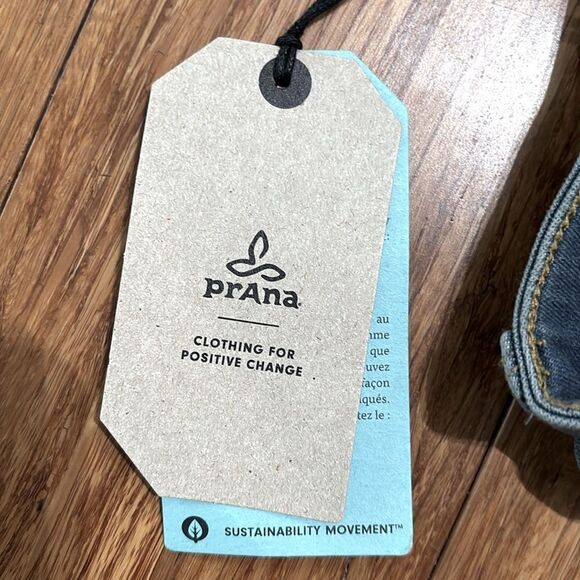 prAna
CLOTHING FOR
POSITIVE CHANGE
au
que
façon
SUSTAINABILITY MOVEMENT™